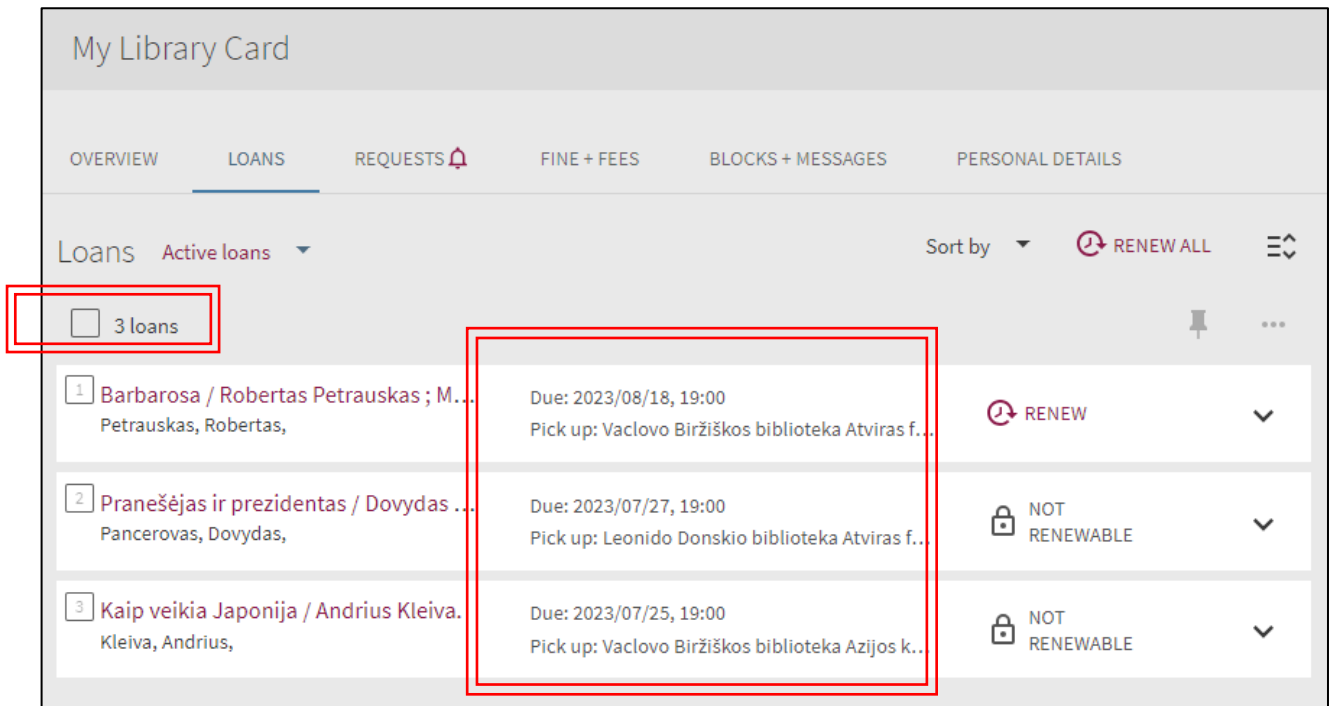 My Library Card
OVERVIEW LOANS REQUESTS FINE + FEES BLOCKS + MESSAGES PERSONAL DETAILS
Loans Active loans Sort by RENEW ALL
3 loans
1 Barbarosa / Robertas Petrauskas ; M...
Petrauskas, Robertas,
Due: 2023/08/18, 19:00
Pick up: Vaclovo Biržiškos biblioteka Atviras f...
RENEW
2 Pranešėjas ir prezidentas / Dovydas ...
Pancerovas, Dovydas,
Due: 2023/07/27, 19:00
Pick up: Leonido Donskio biblioteka Atviras f...
NOT
RENEWABLE
3 Kaip veikia Japonija / Andrius Kleiva.
Kleiva, Andrius,
Due: 2023/07/25, 19:00
Pick up: Vaclovo Biržiškos biblioteka Azijos k...
NOT
RENEWABLE